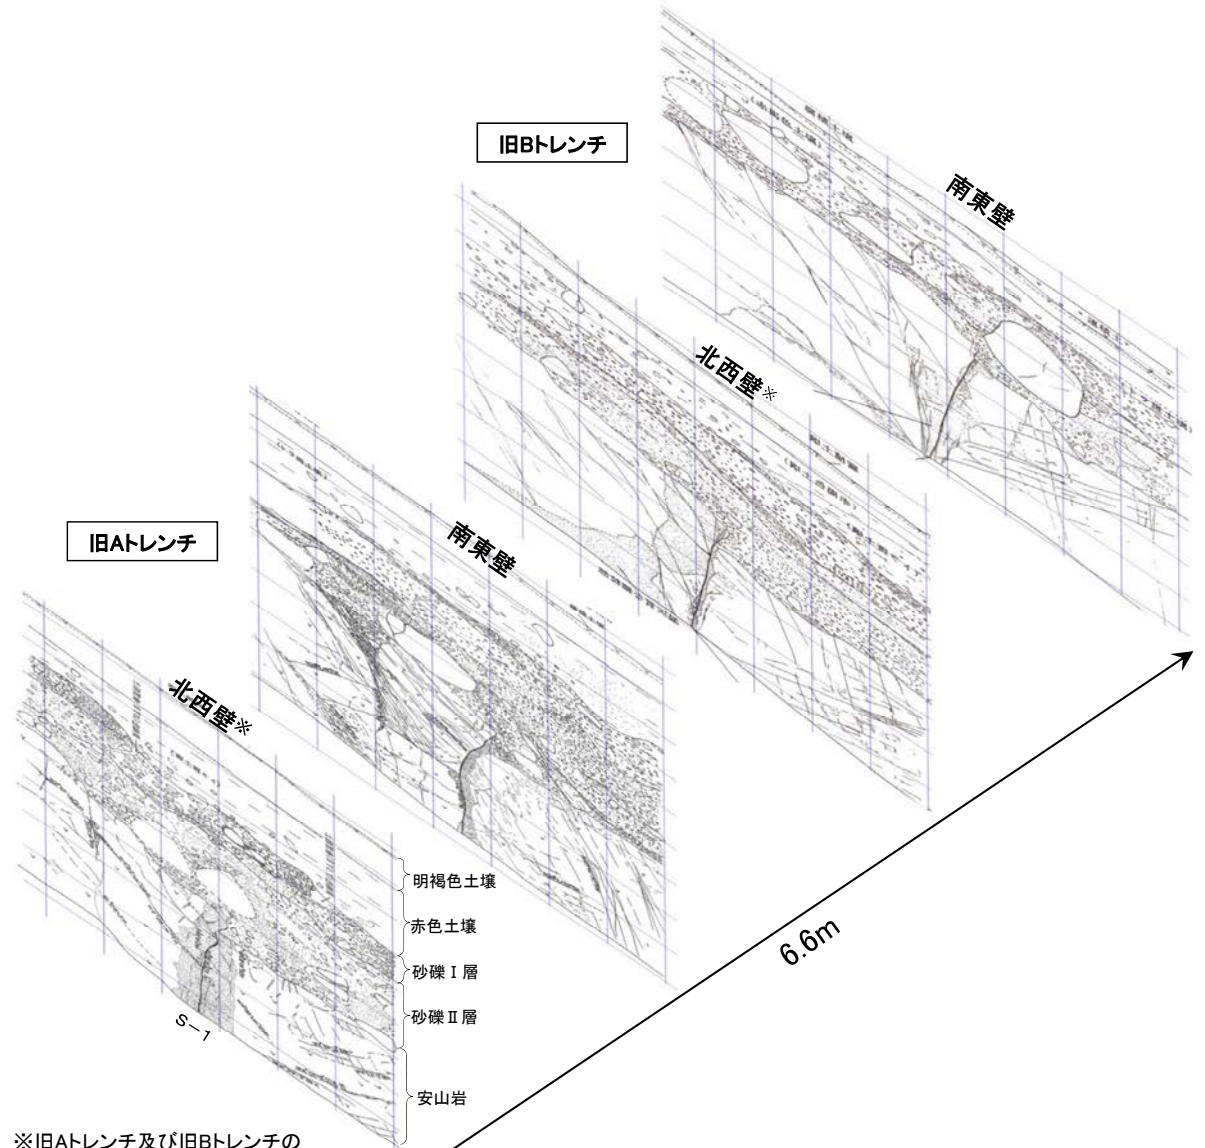 旧Bトレンチ
南東壁
北西壁※
旧Aトレンチ
南東壁
北西壁※
明褐色土壌
赤色土壌
砂礫Ⅰ層
砂礫Ⅱ層
安山岩
S－1
6.6m
※旧Aトレンチ及び旧Bトレンチの